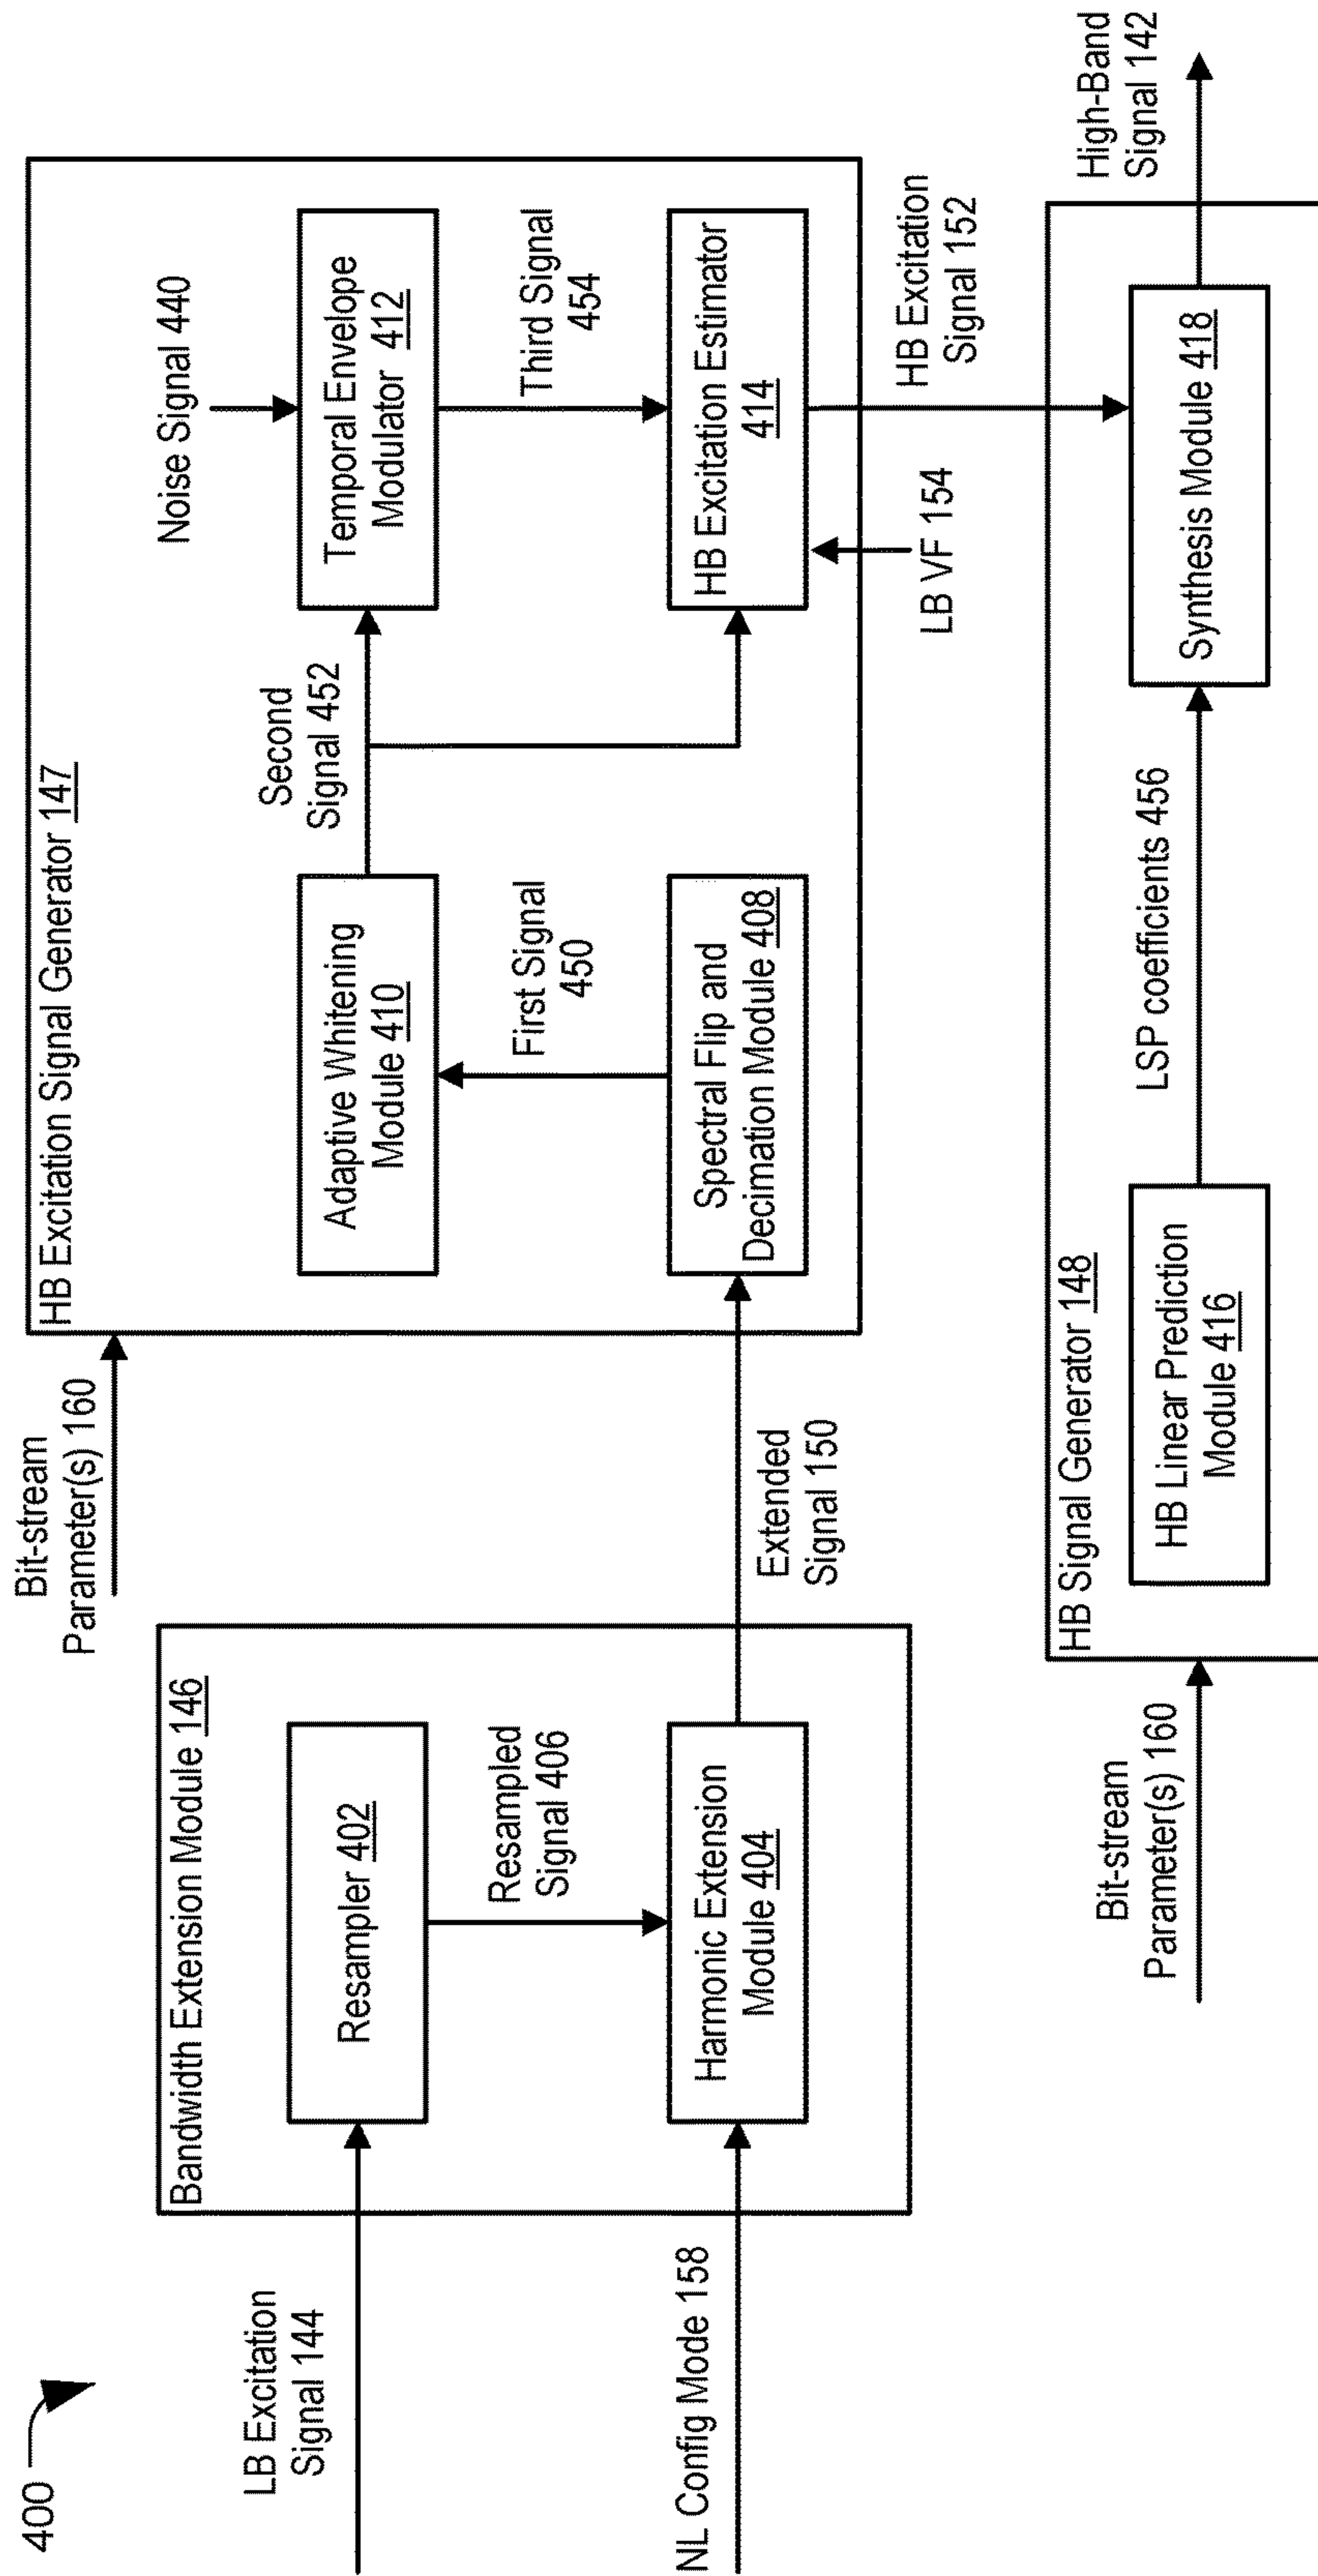 400
LB Excitation
Signal 144
NL Config Mode 158
Bandwidth Extension Module 146
Resampler 402
Resampled
Signal 406
Harmonic Extension
Module 404
Extended
Signal 150
Bit-stream
Parameter(s) 160
HB Excitation Signal Generator 147
Adaptive Whitening
Module 410
First Signal
450
Spectral Flip and
Decimation Module 408
Second
Signal 452
Noise Signal 440
Temporal Envelope
Modulator 412
Third Signal
454
HB Excitation Estimator
414
LB VF 154
HB Excitation
Signal 152
Bit-stream
Parameter(s) 160
HB Signal Generator 148
HB Linear Prediction
Module 416
LSP coefficients 456
Synthesis Module 418
High-Band
Signal 142